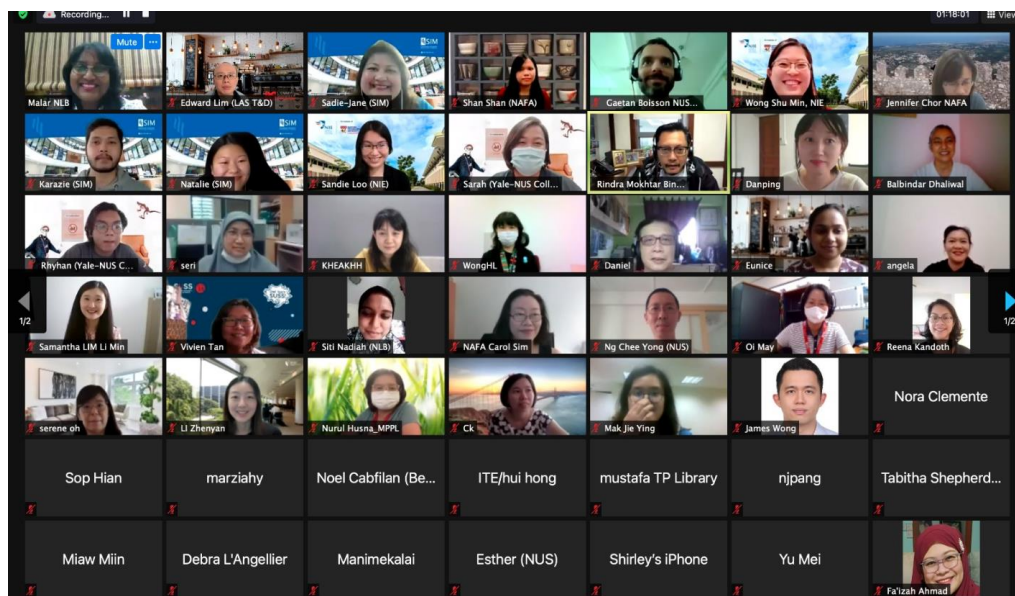 Recording...
01:18:01
View
Mute
Malar NLB
Edward Lim (LAS T&D)
SIM
Sadie-Jane (SIM)
Shan Shan (NAFA)
Gaetan Boisson NUS...
Wong Shu Min, NIE
Jennifer Chor NAFA
SIM
Karazie (SIM)
SIM
Natalie (SIM)
Sandie Loo (NIE)
Sarah (Yale-NUS Coll...
Rindra Mokhtar Bin...
Danping
Balbindar Dhaliwal
Rhyhan (Yale-NUS C...
seri
KHEAKHH
WongHL
Daniel
Eunice
angela
1/2
1/2
Samantha LIM Li Min
Vivien Tan
Siti Nadiah (NLB)
NAFA Carol Sim
Ng Chee Yong (NUS)
Oi May
Reena Kandoth
serene oh
LI Zhenyan
Nurul Husna_MPPL
Ck
Mak Jie Ying
James Wong
Nora Clemente
Sop Hian
marziahy
Noel Cabfilan (Be...
ITE/hui hong
mustafa TP Library
njpang
Tabitha Shepherd...
Miaw Miin
Debra L'Angellier
Manimekalai
Esther (NUS)
Shirley's iPhone
Yu Mei
Fa'izah Ahmad